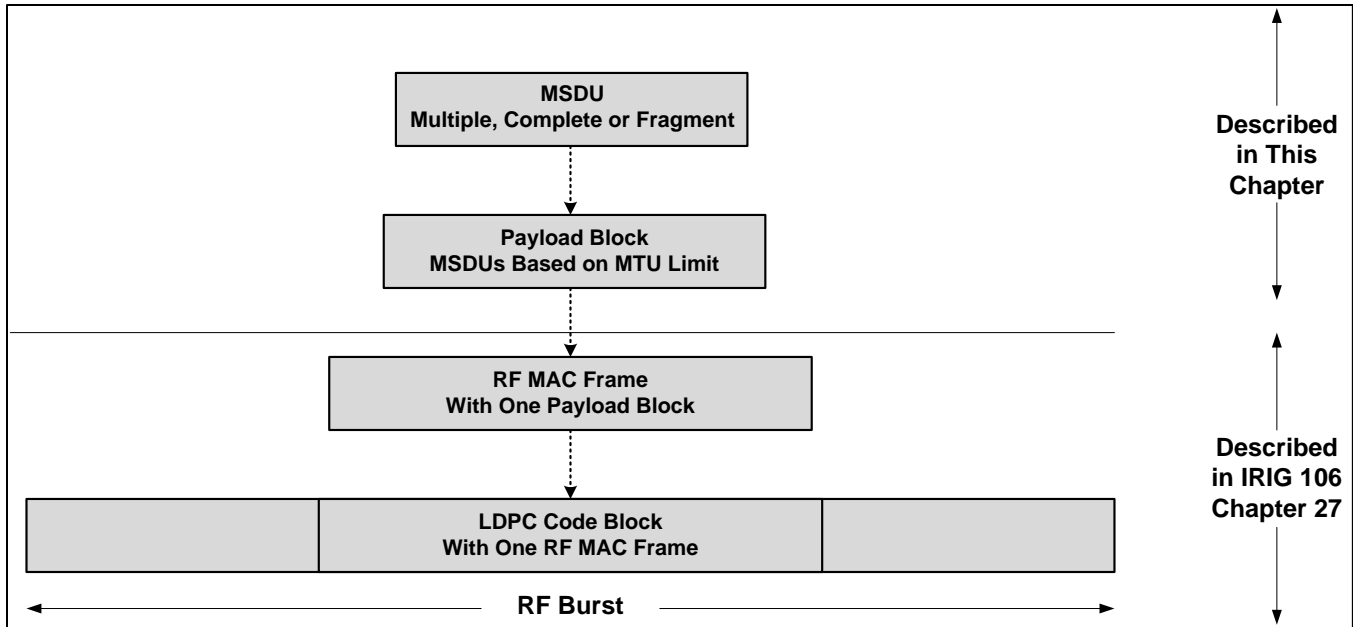 MSDU
Multiple, Complete or Fragment
Described
in This
Chapter
Payload Block
MSDUs Based on MTU Limit
RF MAC Frame
With One Payload Block
Described
in IRIG 106
Chapter 27
LDPC Code Block
With One RF MAC Frame
RF Burst